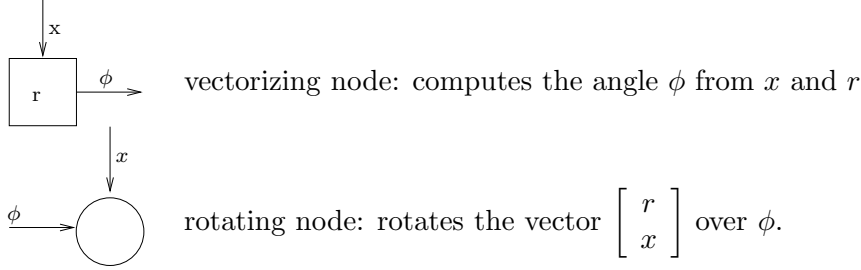 x
ϕ
r
vectorizing node: computes the angle ϕ from x and r
x
ϕ
rotating node: rotates the vector [ r x ] over ϕ.